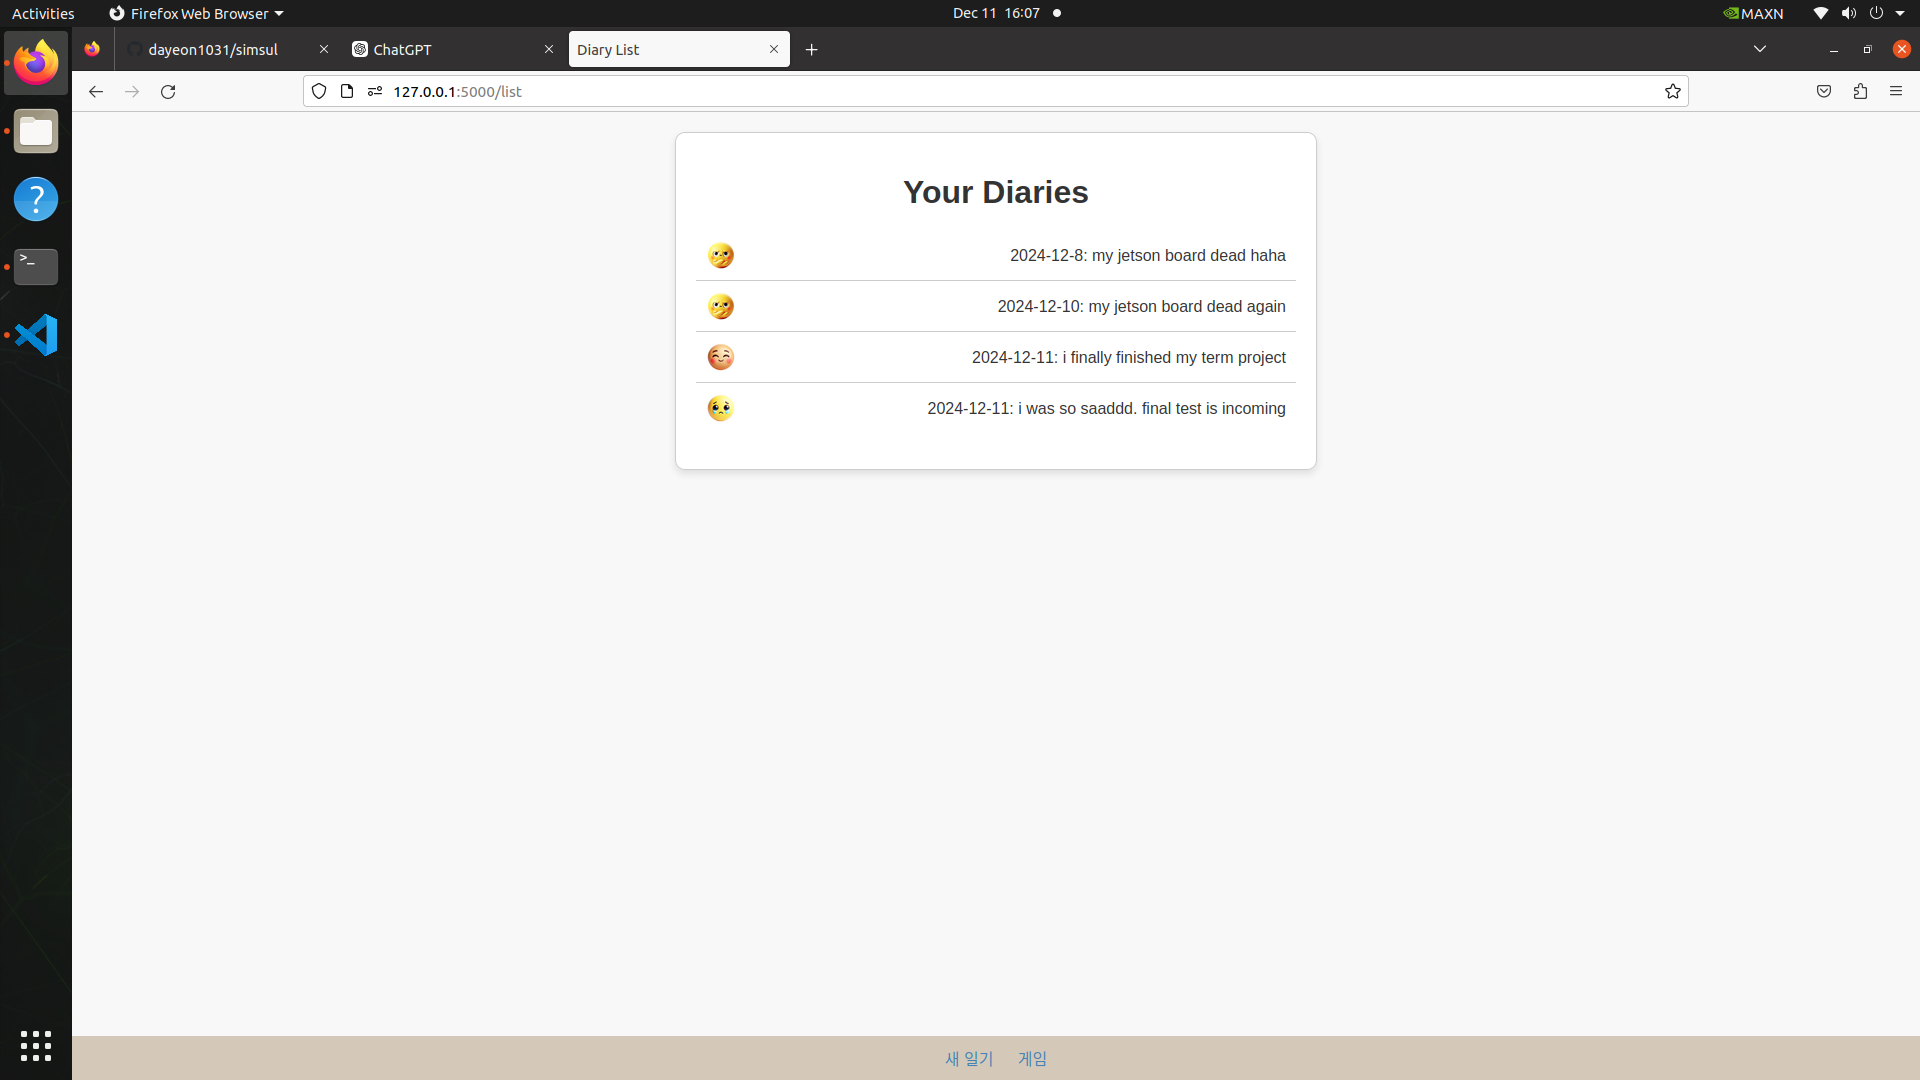 Activities Firefox Web Browser Dec 11 16:07 MAXN
dayeon1031/simsul ChatGPT Diary List
127.0.0.1:5000/list
Your Diaries
2024-12-8: my jetson board dead haha
2024-12-10: my jetson board dead again
2024-12-11: i finally finished my term project
2024-12-11: i was so saaddd. final test is incoming
새 일기 게임